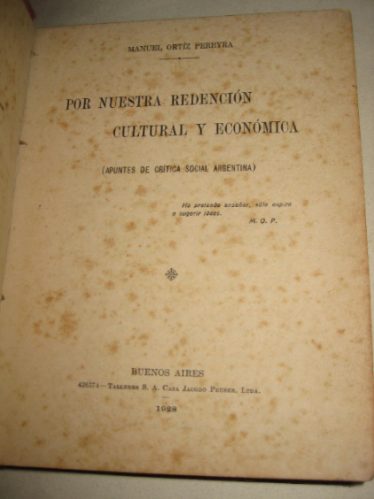 MANUEL ORTÍZ PEREYRA
POR NUESTRA REDENCIÓN
CULTURAL Y ECONÓMICA
(APUNTES DE CRÍTICA SOCIAL ARGENTINA)
No pretendo enseñar, sólo aspiro
a sugerir ideas.
M. O. P.
BUENOS AIRES
TALLERES S. A. CASA JACOBO PEUSER, LTDA.
1928